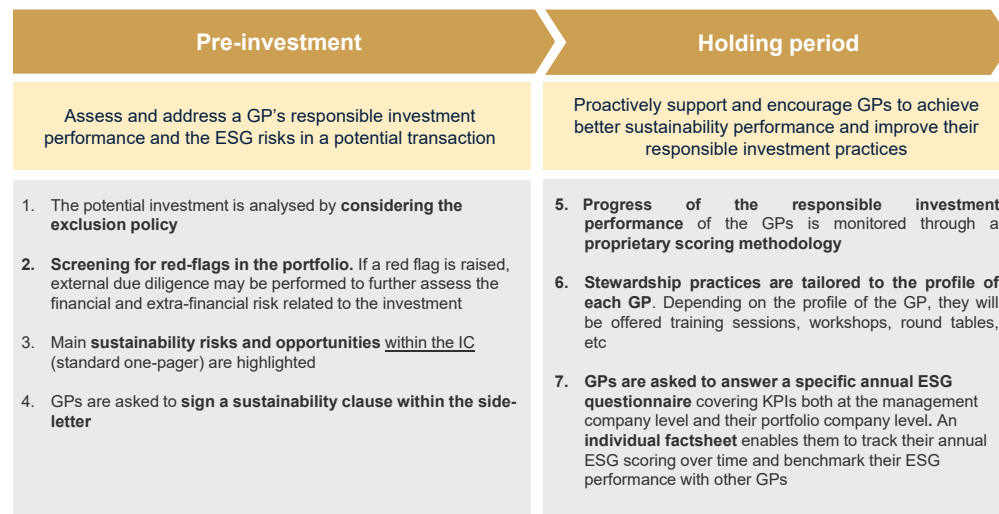 Pre-investment
Holding period
Assess and address a GP's responsible investment
performance and the ESG risks in a potential transaction
Proactively support and encourage GPs to achieve
better sustainability performance and improve their
responsible investment practices
1. The potential investment is analysed by considering the
exclusion policy
2. Screening for red-flags in the portfolio. If a red flag is raised,
external due diligence may be performed to further assess the
financial and extra-financial risk related to the investment
3. Main sustainability risks and opportunities within the IC
(standard one-pager) are highlighted
4. GPs are asked to sign a sustainability clause within the side-
letter
5. Progress of the responsible investment
performance of the GPs is monitored through a
proprietary scoring methodology
6. Stewardship practices are tailored to the profile of
each GP. Depending on the profile of the GP, they will
be offered training sessions, workshops, round tables,
etc
7. GPs are asked to answer a specific annual ESG
questionnaire covering KPIs both at the management
company level and their portfolio company level. An
individual factsheet enables them to track their annual
ESG scoring over time and benchmark their ESG
performance with other GPs